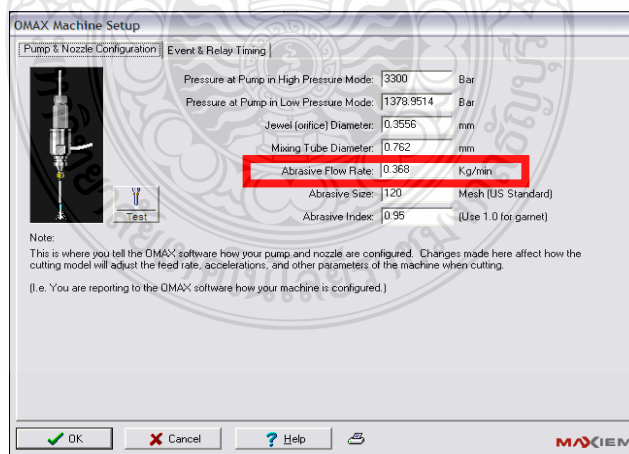 OMAX Machine Setup
Pump & Nozzle Configuration Event & Relay Timing
Pressure at Pump in High Pressure Mode: 3300 Bar
Pressure at Pump in Low Pressure Mode: 1378.9514 Bar
Jewel (orifice) Diameter: 0.3556 mm
Mixing Tube Diameter: 0.762 mm
Abrasive Flow Rate: 0.368 Kg/min
Abrasive Size: 120 Mesh (US Standard)
Abrasive Index: 0.95 (Use 1.0 for garnet)
Test
Note:
This is where you tell the OMAX software how your pump and nozzle are configured. Changes made here affect how the
cutting model will adjust the feed rate, accelerations, and other parameters of the machine when cutting.
(I.e. You are reporting to the OMAX software how your machine is configured.)
OK Cancel Help MAXIEM